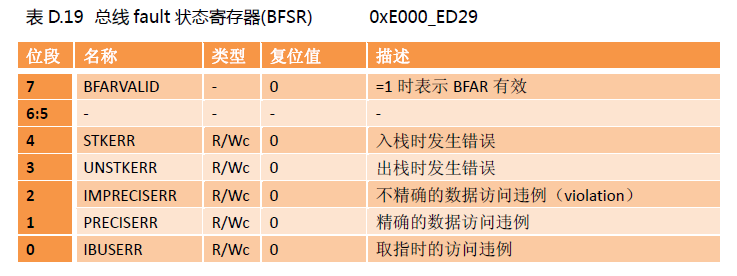 表 D.19 总线 fault 状态寄存器(BFSR) 0xE000_ED29
位段 名称 类型 复位值 描述
7 BFARVALID - 0 =1 时表示 BFAR 有效
6:5 - - - -
4 STKERR R/Wc 0 入栈时发生错误
3 UNSTKERR R/Wc 0 出栈时发生错误
2 IMPRECISERR R/Wc 0 不精确的数据访问违例（violation）
1 PRECISERR R/Wc 0 精确的数据访问违例
0 IBUSERR R/Wc 0 取指时的访问违例